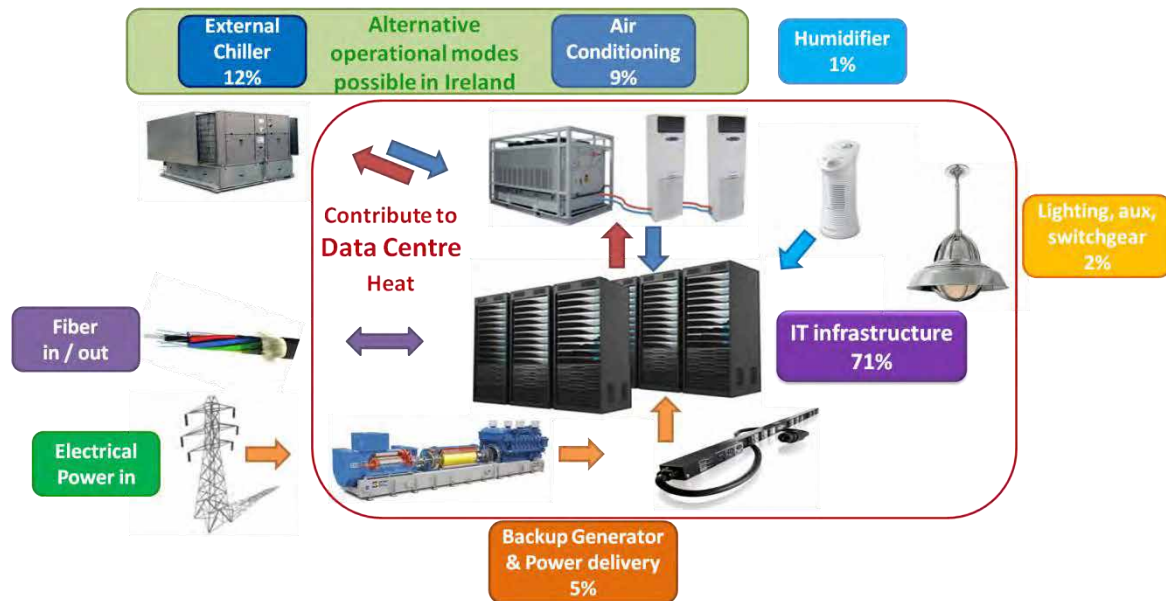 External
Chiller
12%
Alternative
operational modes
possible in Ireland
Air
Conditioning
9%
Humidifier
1%
Contribute to
Data Centre
Heat
Lighting, aux,
switchgear
2%
Fiber
in / out
IT infrastructure
71%
Electrical
Power in
Backup Generator
& Power delivery
5%